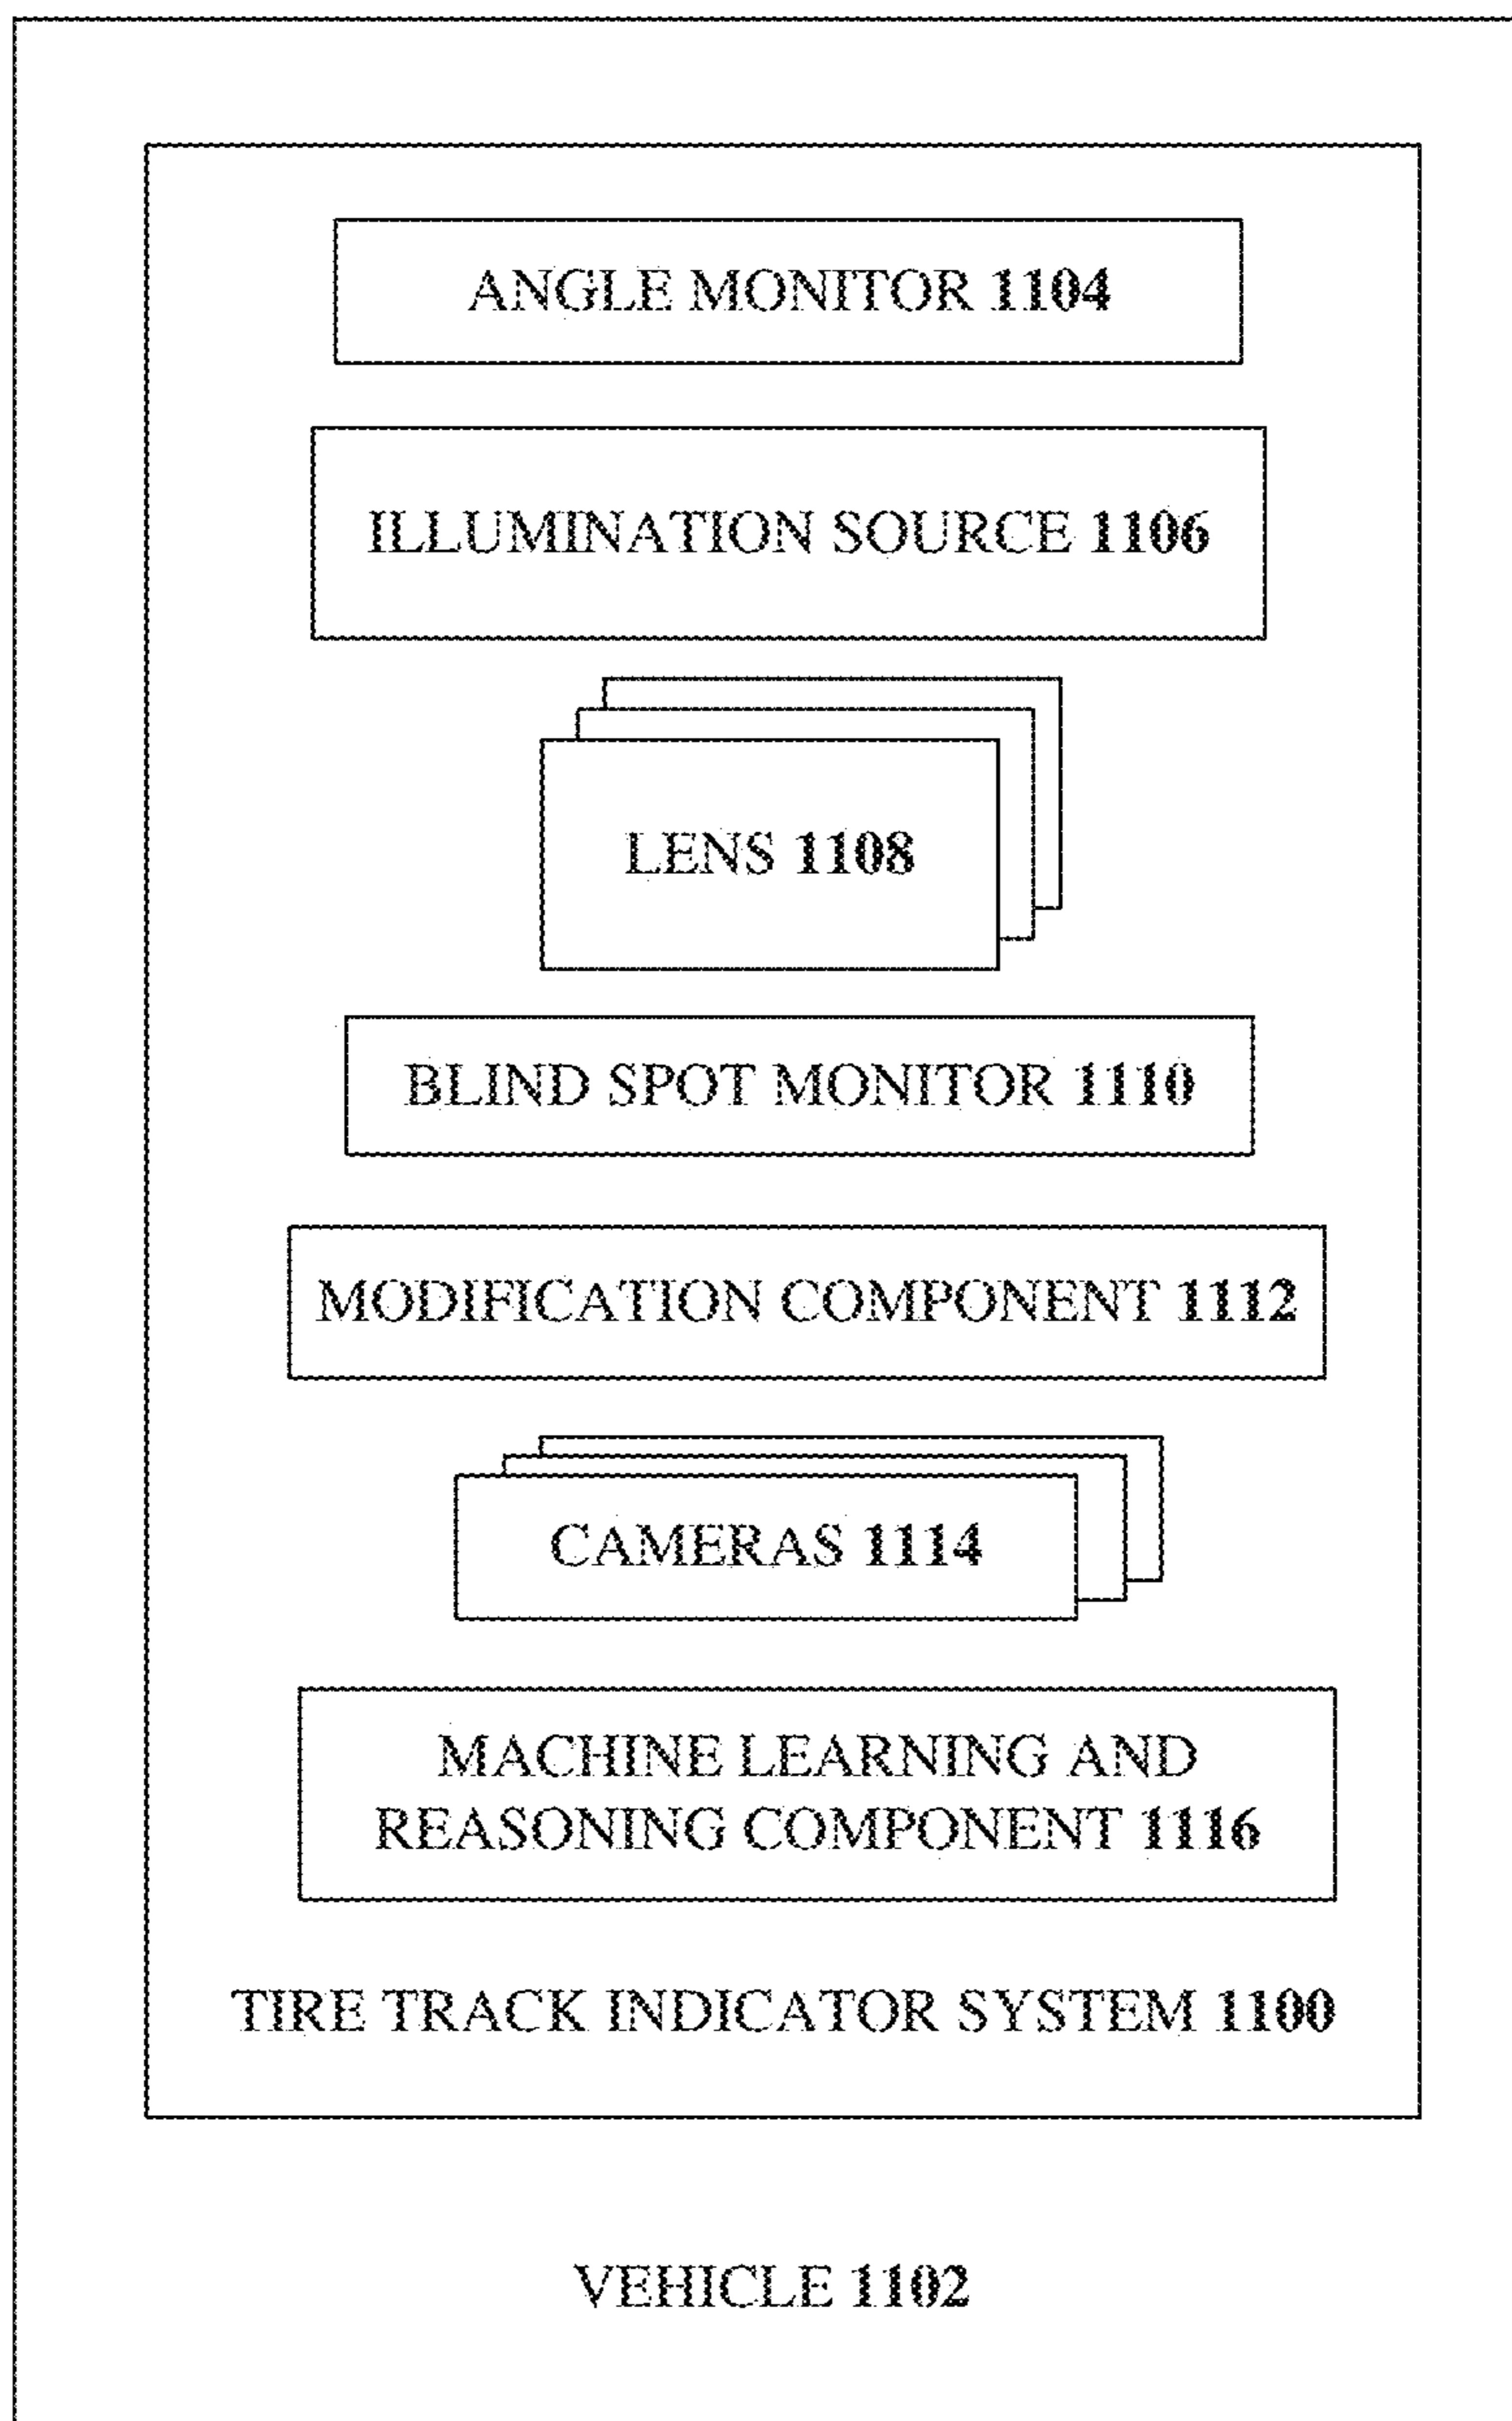 ANGLE MONITOR 1104
ILLUMINATION SOURCE 1106
LENS 1108
BLIND SPOT MONITOR 1110
MODIFICATION COMPONENT 1112
CAMERAS 1114
MACHINE LEARNING AND
REASONING COMPONENT 1116
TIRE TRACK INDICATOR SYSTEM 1100
VEHICLE 1102